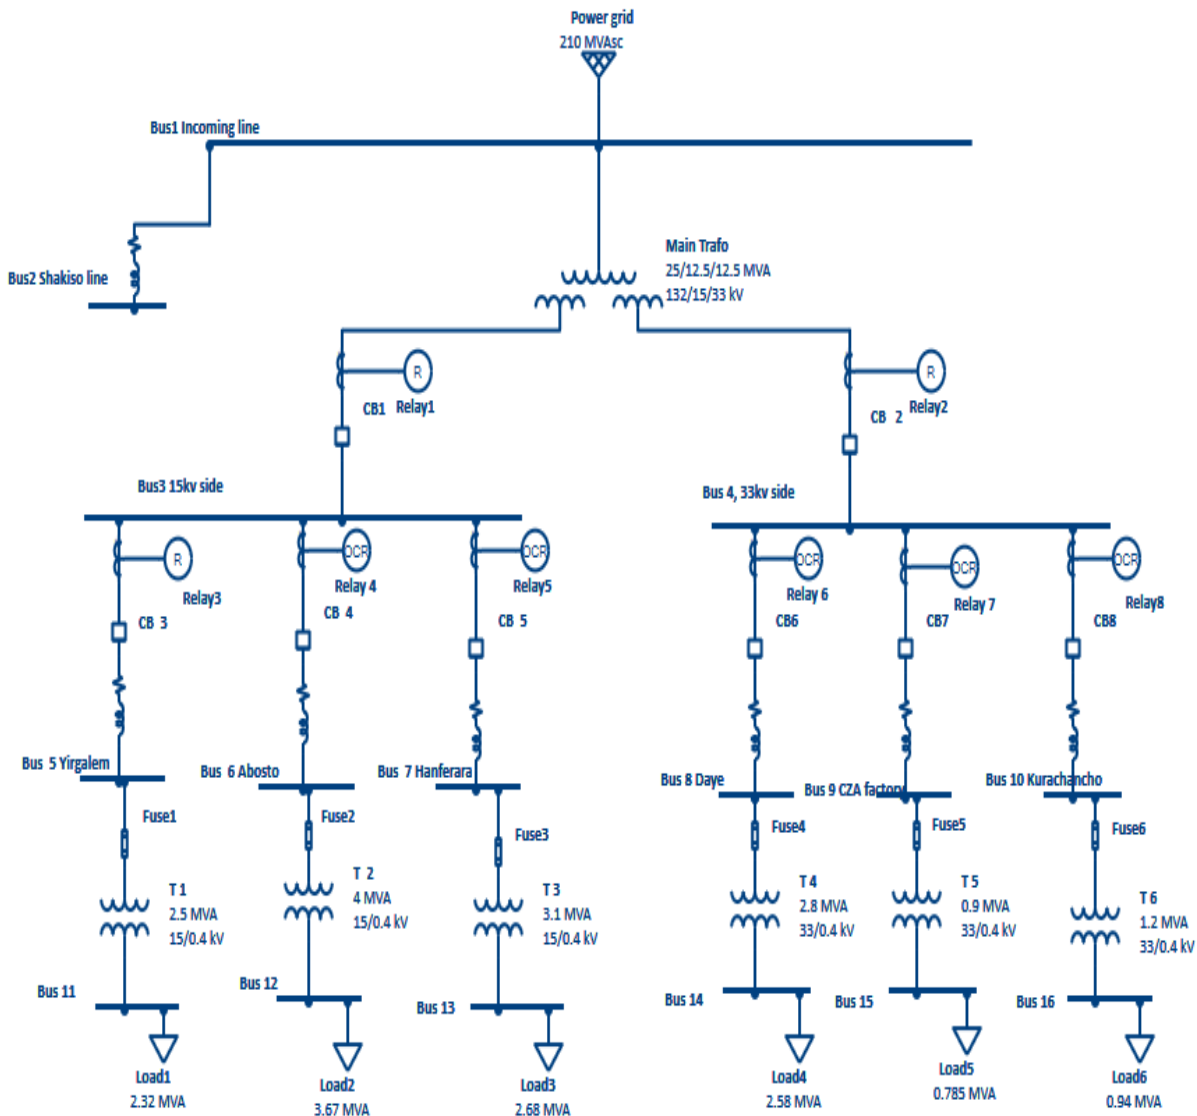 Power grid
210 MVAsc
Bus1 Incoming line
Main Trafo
25/12.5/12.5 MVA
132/15/33 kV
Bus2 Shakiso line
R
Relay1
CB1
R
Relay2
CB 2
Bus3 15kv side
Bus 4, 33kv side
R
Relay3
CB 3
OCR
Relay 4
CB 4
OCR
Relay5
CB 5
OCR
Relay 6
CB6
OCR
Relay 7
CB7
OCR
Relay8
CB8
Bus 5 Yirgalem
Bus 6 Abosto
Bus 7 Hanferara
Bus 8 Daye
Bus 9 CZA factory
Bus 10 Kurachancho
Fuse1
Fuse2
Fuse3
Fuse4
Fuse5
Fuse6
T 1
2.5 MVA
15/0.4 kV
T 2
4 MVA
15/0.4 kV
T 3
3.1 MVA
15/0.4 kV
T 4
2.8 MVA
33/0.4 kV
T 5
0.9 MVA
33/0.4 kV
T 6
1.2 MVA
33/0.4 kV
Bus 11
Bus 12
Bus 13
Bus 14
Bus 15
Bus 16
Load1
2.32 MVA
Load2
3.67 MVA
Load3
2.68 MVA
Load4
2.58 MVA
Load5
0.785 MVA
Load6
0.94 MVA